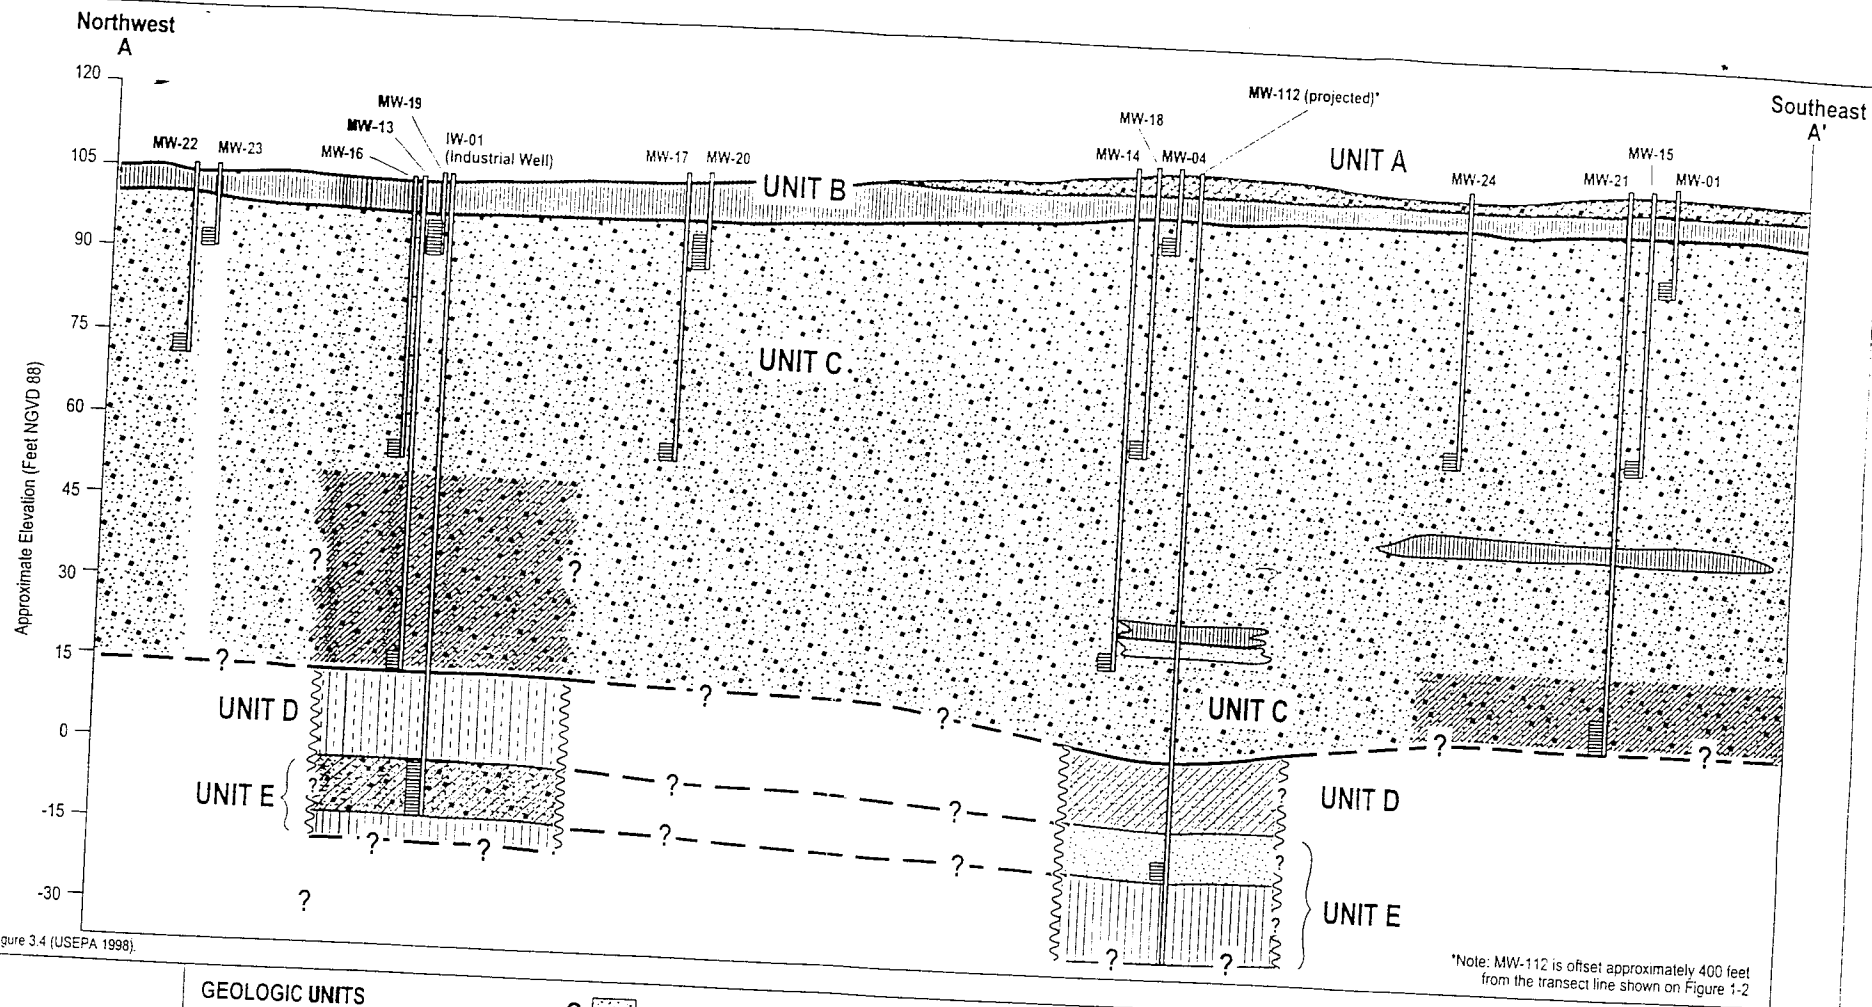 Northwest
A
Southeast
A'
120
105
90
75
60
45
30
15
0
-15
-30
Approximate Elevation (Feet NGVD 88)
MW-22
MW-23
MW-16
MW-13
MW-19
IW-01
(Industrial Well)
MW-17
MW-20
UNIT B
MW-14
MW-18
MW-04
MW-112 (projected)*
UNIT A
MW-24
MW-21
MW-15
MW-01
UNIT C
?
?
?
?
?
UNIT C
?
?
UNIT D
?
?
UNIT D
UNIT E
?
?
?
?
?
UNIT E
?
?
?
?
?
gure 3.4 (USEPA 1998).
*Note: MW-112 is offset approximately 400 feet
from the transect line shown on Figure 1-2
GEOLOGIC UNITS